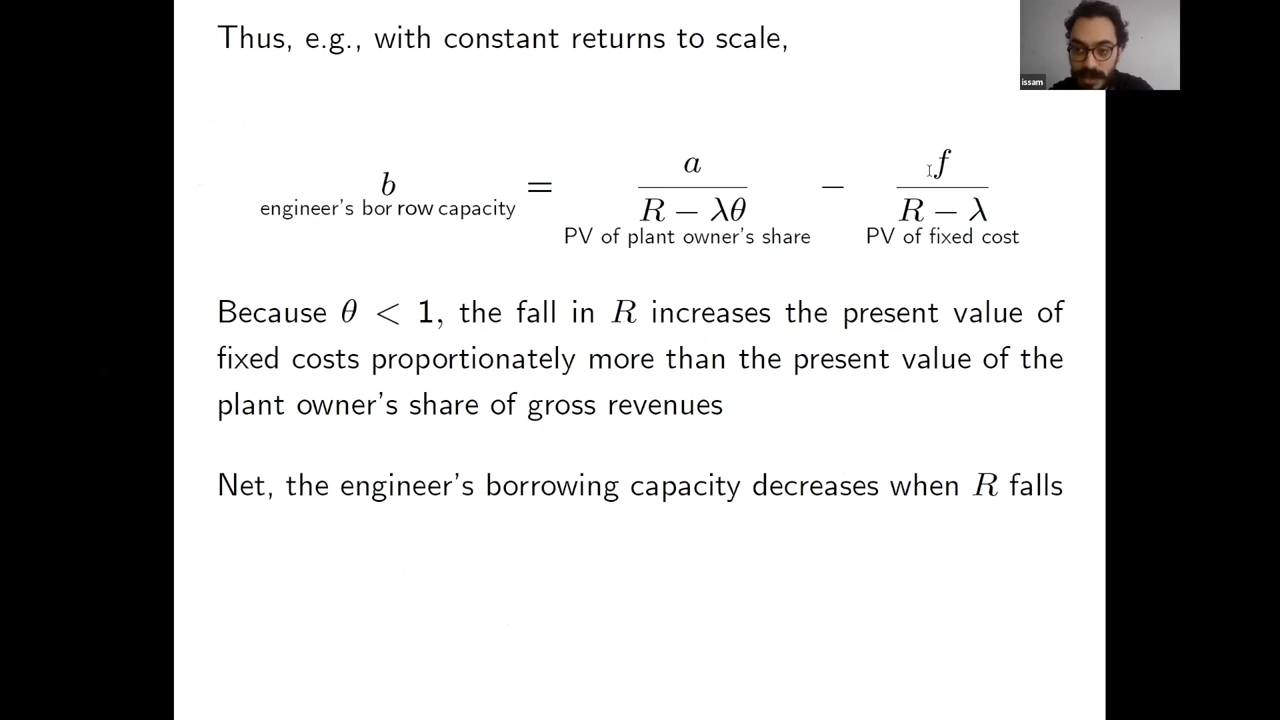 Thus, e.g., with constant returns to scale,
issam
b = a / (R − λθ) − f / (R − λ)
engineer's borrow capacity
PV of plant owner's share
PV of fixed cost
Because θ < 1, the fall in R increases the present value of
fixed costs proportionately more than the present value of the
plant owner's share of gross revenues
Net, the engineer's borrowing capacity decreases when R falls